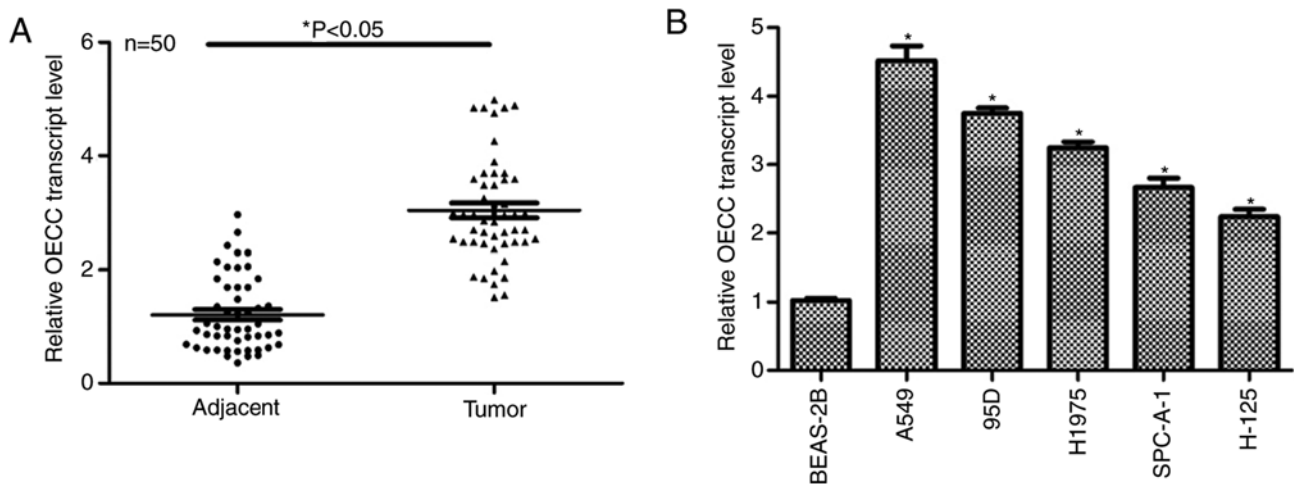 A
n=50
*P<0.05
Relative OECC transcript level
6
4
2
0
Adjacent
Tumor
B
Relative OECC transcript level
5
4
3
2
1
0
*
*
*
*
*
BEAS-2B
A549
95D
H1975
SPC-A-1
H-125